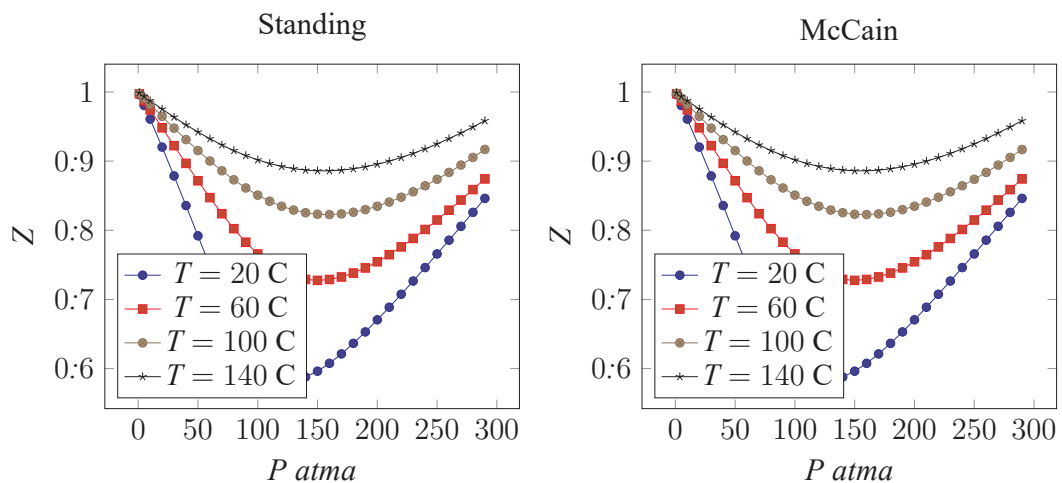 Standing
1
0:9
0:8
0:7
0:6
Z
T = 20 C
T = 60 C
T = 100 C
T = 140 C
0 50 100 150 200 250 300
P atma
McCain
1
0:9
0:8
0:7
0:6
Z
T = 20 C
T = 60 C
T = 100 C
T = 140 C
0 50 100 150 200 250 300
P atma